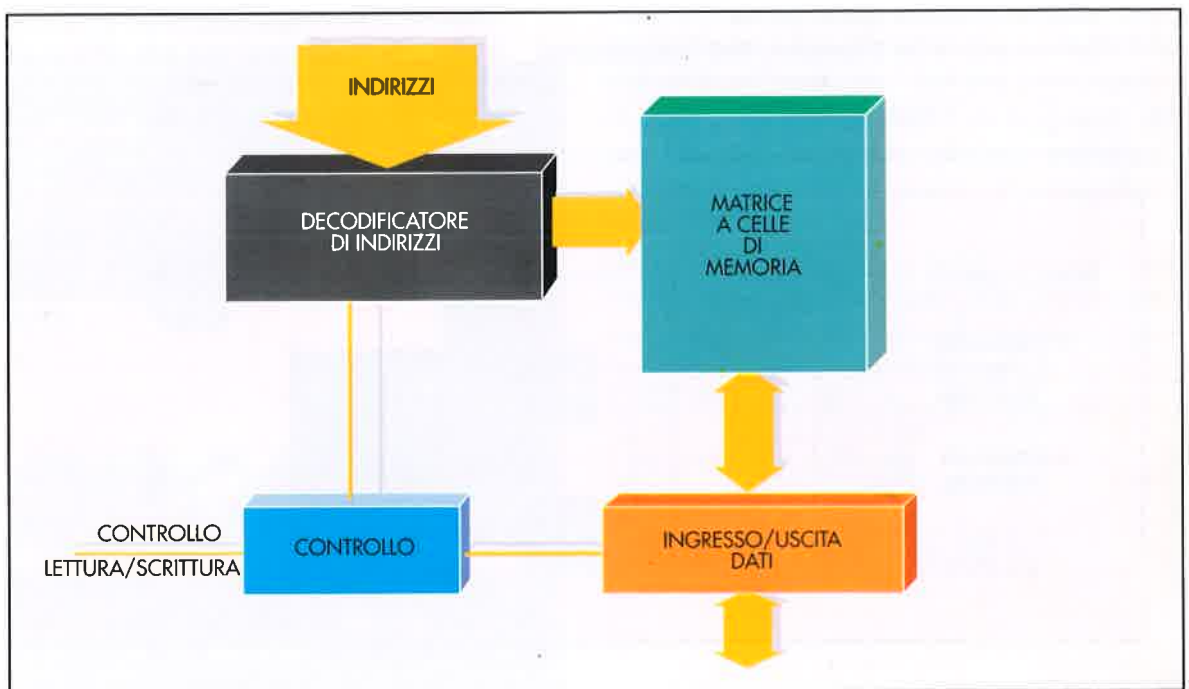 INDIRIZZI
DECODIFICATORE
DI INDIRIZZI
MATRICE
A CELLE
DI
MEMORIA
CONTROLLO
LETTURA/SCRITTURA
CONTROLLO
INGRESSO/USCITA
DATI